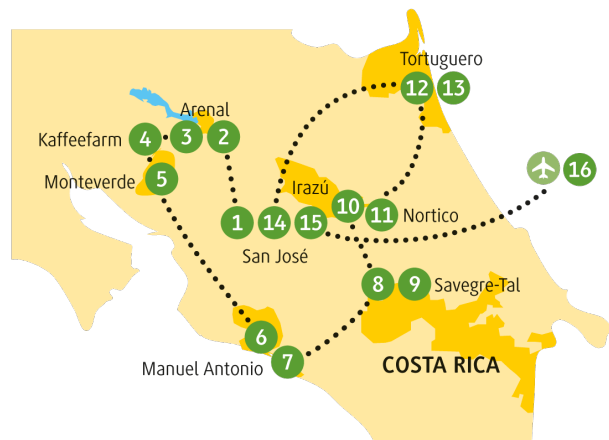 Tortuguero
12 13
Arenal
Kaffeefarm 4 3 2
Monteverde 5
16
Irazú 10
11 Nortico
1 14 15
San José
8 9 Savegre-Tal
6
Manuel Antonio 7
COSTA RICA